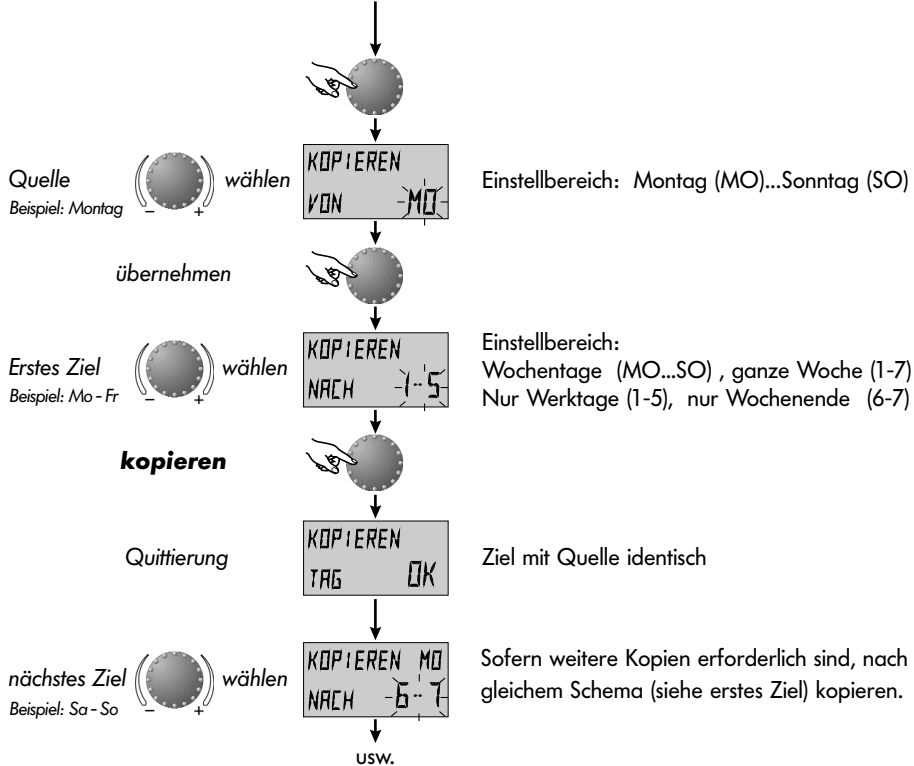 KOPIEREN
Quelle wählen
VON MO
Einstellbereich: Montag (MO)...Sonntag (SO)
Beispiel: Montag
- +
übernehmen
KOPIEREN
Einstellbereich:
Erstes Ziel wählen
NACH 1--5
Wochentage (MO...SO) , ganze Woche (1-7)
Beispiel: Mo - Fr
- +
Nur Werktage (1-5), nur Wochenende (6-7)
kopieren
KOPIEREN
Quittierung
TAG OK
Ziel mit Quelle identisch
KOPIEREN MO
nächstes Ziel wählen
NACH 6--7
Sofern weitere Kopien erforderlich sind, nach
gleichem Schema (siehe erstes Ziel) kopieren.
Beispiel: Sa - So
- +
usw.